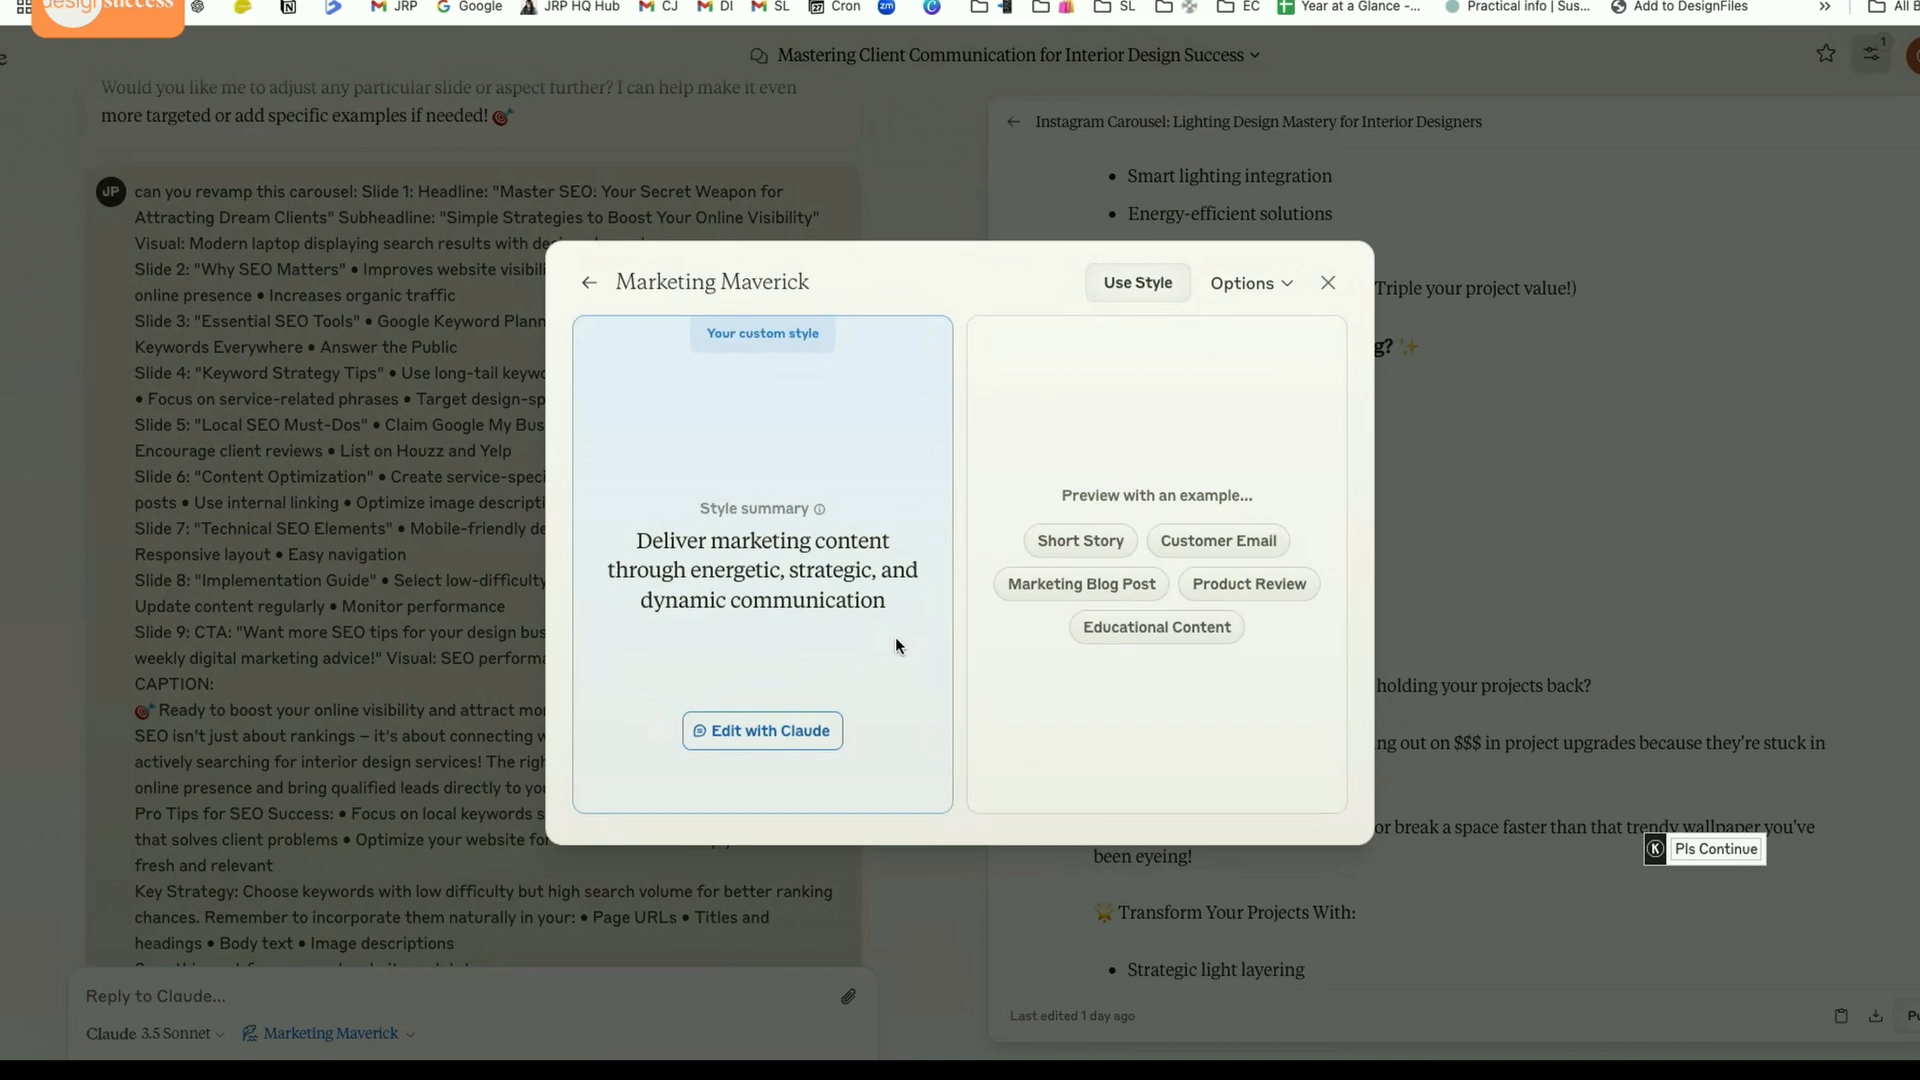 design success
JRP
Google
JRP HQ Hub
CJ
DI
SL
Cron
zm
SL
EC
Year at a Glance -...
Practical info | Sus...
Add to DesignFiles
»
All B
Mastering Client Communication for Interior Design Success
1
Would you like me to adjust any particular slide or aspect further? I can help make it even
more targeted or add specific examples if needed! 🎯
JP
can you revamp this carousel: Slide 1: Headline: "Master SEO: Your Secret Weapon for
Attracting Dream Clients" Subheadline: "Simple Strategies to Boost Your Online Visibility"
Visual: Modern laptop displaying search results with
Slide 2: "Why SEO Matters" • Improves website
online presence • Increases organic traffic
Slide 3: "Essential SEO Tools" • Google Keyword
Keywords Everywhere • Answer the Public
Slide 4: "Keyword Strategy Tips" • Use long-tail
• Focus on service-related phrases • Target
Slide 5: "Local SEO Must-Dos" • Claim Google My
Encourage client reviews • List on Houzz and Yelp
Slide 6: "Content Optimization" • Create
posts • Use internal linking • Optimize image
Slide 7: "Technical SEO Elements" • Mobile-friendly
Responsive layout • Easy navigation
Slide 8: "Implementation Guide" • Select low-difficulty
Update content regularly • Monitor performance
Slide 9: CTA: "Want more SEO tips for your design
weekly digital marketing advice!" Visual: SEO
CAPTION:
🎯 Ready to boost your online visibility and attract
SEO isn't just about rankings – it's about connecting
actively searching for interior design services! The
online presence and bring qualified leads directly to
Pro Tips for SEO Success: • Focus on local keywords
that solves client problems • Optimize your website
fresh and relevant
Key Strategy: Choose keywords with low difficulty but high search volume for better ranking
chances. Remember to incorporate them naturally in your: • Page URLs • Titles and
headings • Body text • Image descriptions
Reply to Claude...
Claude 3.5 Sonnet
Marketing Maverick
Marketing Maverick
Use Style
Options
Your custom style
Style summary
Deliver marketing content
through energetic, strategic, and
dynamic communication
Edit with Claude
Preview with an example...
Short Story
Customer Email
Marketing Blog Post
Product Review
Educational Content
Instagram Carousel: Lighting Design Mastery for Interior Designers
• Smart lighting integration
• Energy-efficient solutions
Triple your project value!)
g? ✨
holding your projects back?
ng out on $$$ in project upgrades because they're stuck in
or break a space faster than that trendy wallpaper you've
been eyeing!
Pls Continue
Transform Your Projects With:
• Strategic light layering
Last edited 1 day ago